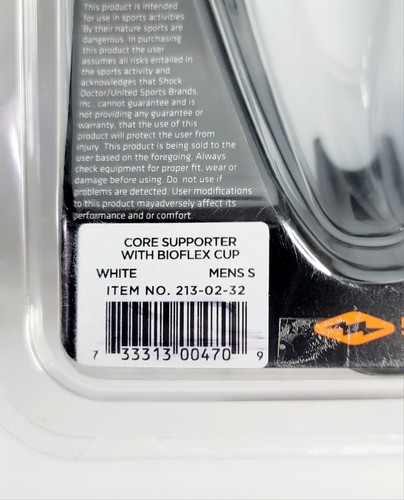 This product is intended
for use in sports activities.
By their nature sports are
dangerous. In purchasing
this product the user
assumes all risks entailed in
the sports activity and
acknowledges that Shock
Doctor/United Sports Brands,
Inc., cannot guarantee and is
not providing any guarantee or
warranty, that the use of this
product will protect the user from
injury. This product is being sold to the
user based on the foregoing. Always
check equipment for proper fit, wear or
damage before using. Do not use if
problems are detected. User modifications
to this product mayadversely affect its
performance and or comfort.
CORE SUPPORTER
WITH BIOFLEX CUP
WHITE MENS S
ITEM NO. 213-02-32
7 33313 00470 9